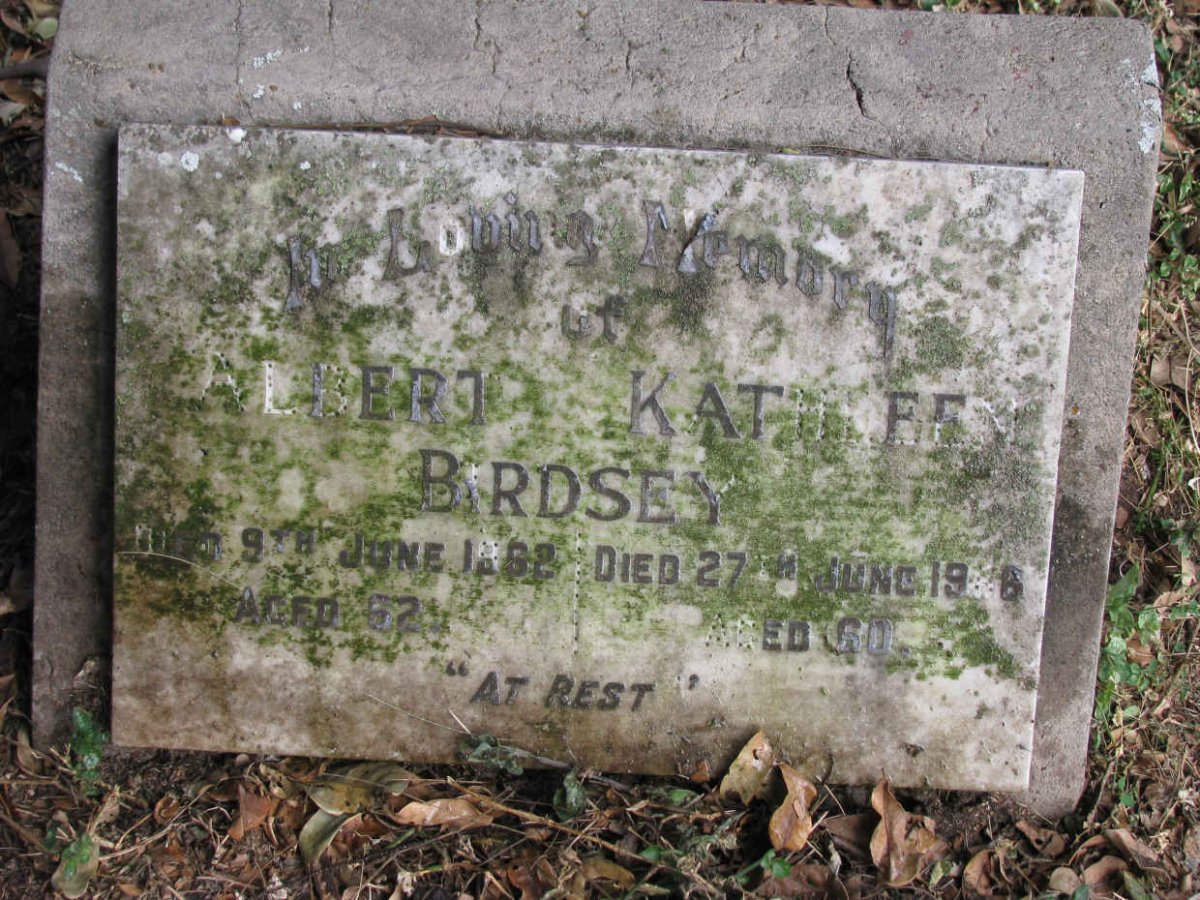 In Loving Memory
of
ALBERT KATHLEEN
BIRDSEY
DIED 9TH JUNE 1962 DIED 27TH JUNE
AGED 62. AGED 60.
"AT REST"